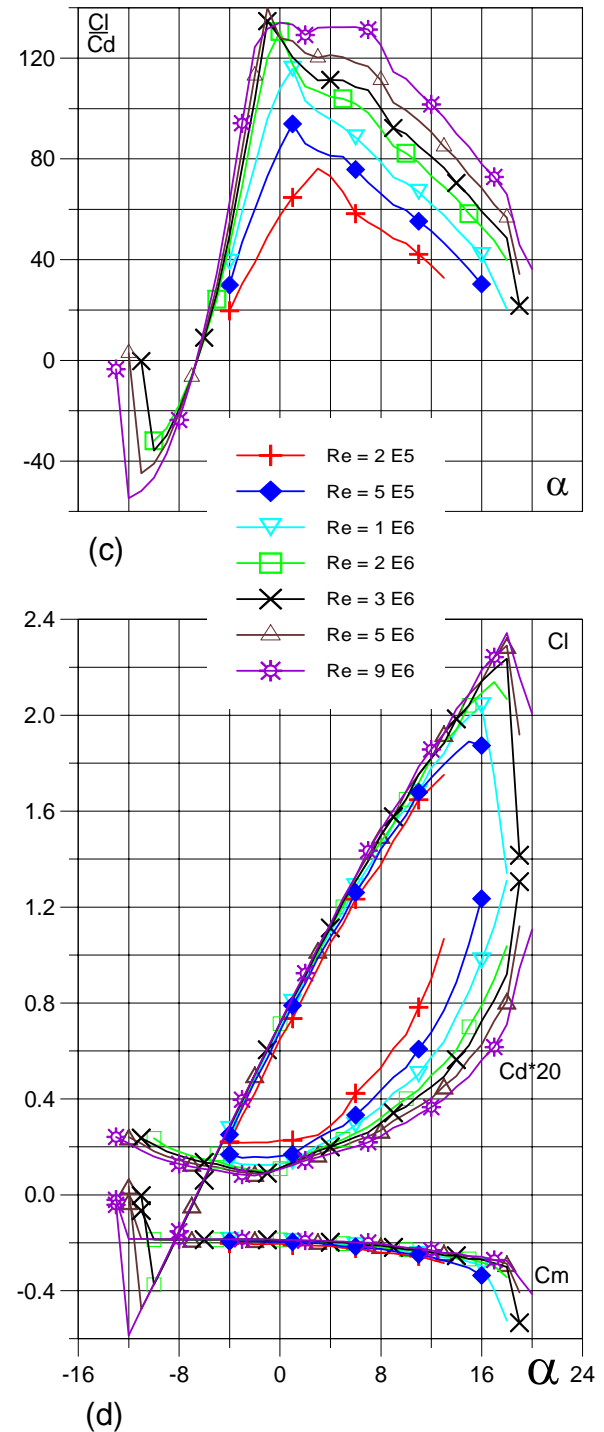 Cl
Cd
120
80
40
0
-40
α
(c)
Re = 2 E5
Re = 5 E5
Re = 1 E6
Re = 2 E6
Re = 3 E6
Re = 5 E6
Re = 9 E6
2.4
Cl
2.0
1.6
1.2
0.8
Cd*20
0.4
0.0
Cm
-0.4
-16 -8 0 8 16 24
α
(d)